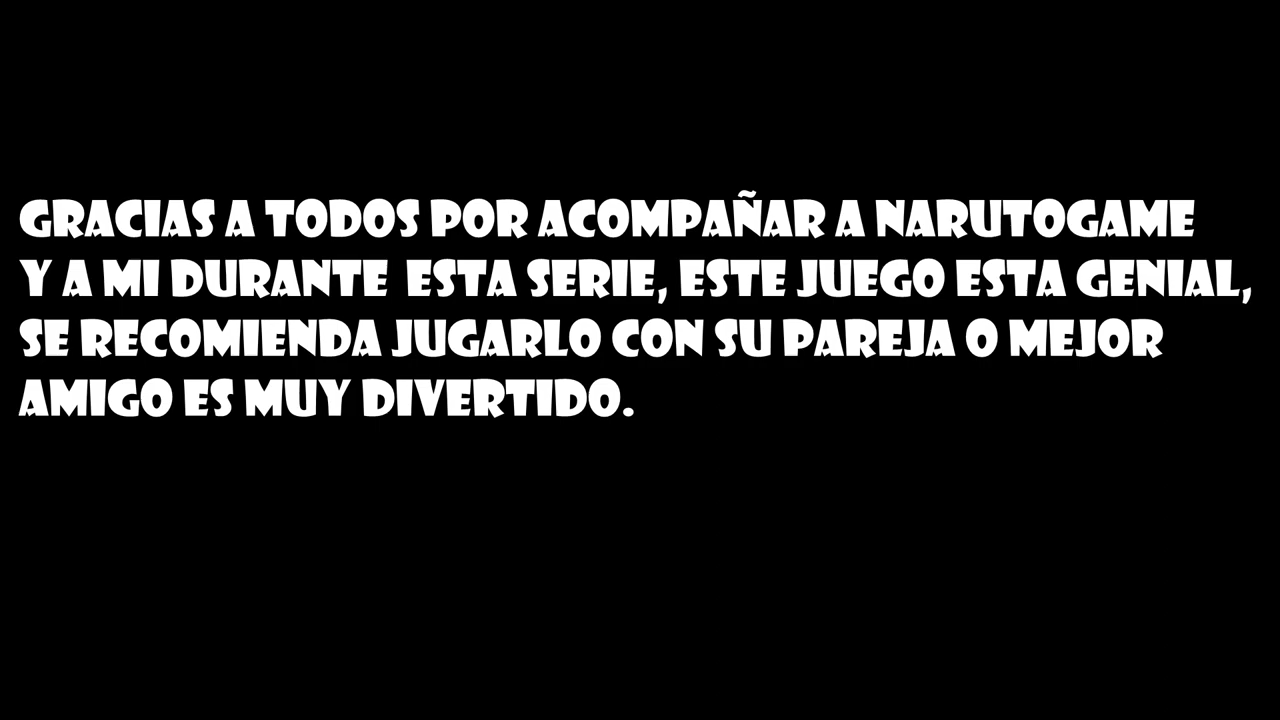 GRACIAS A TODOS POR ACOMPAÑAR A NARUTOGAME
Y A MI DURANTE ESTA SERIE, ESTE JUEGO ESTA GENIAL,
SE RECOMIENDA JUGARLO CON SU PAREJA O MEJOR
AMIGO ES MUY DIVERTIDO.